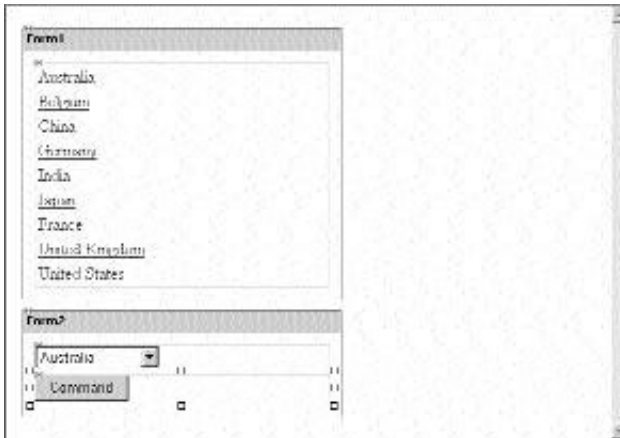 Form1
Australia
Belgium
China
Germany
India
Japan
France
United Kingdom
United States
Form2
Australia
Command